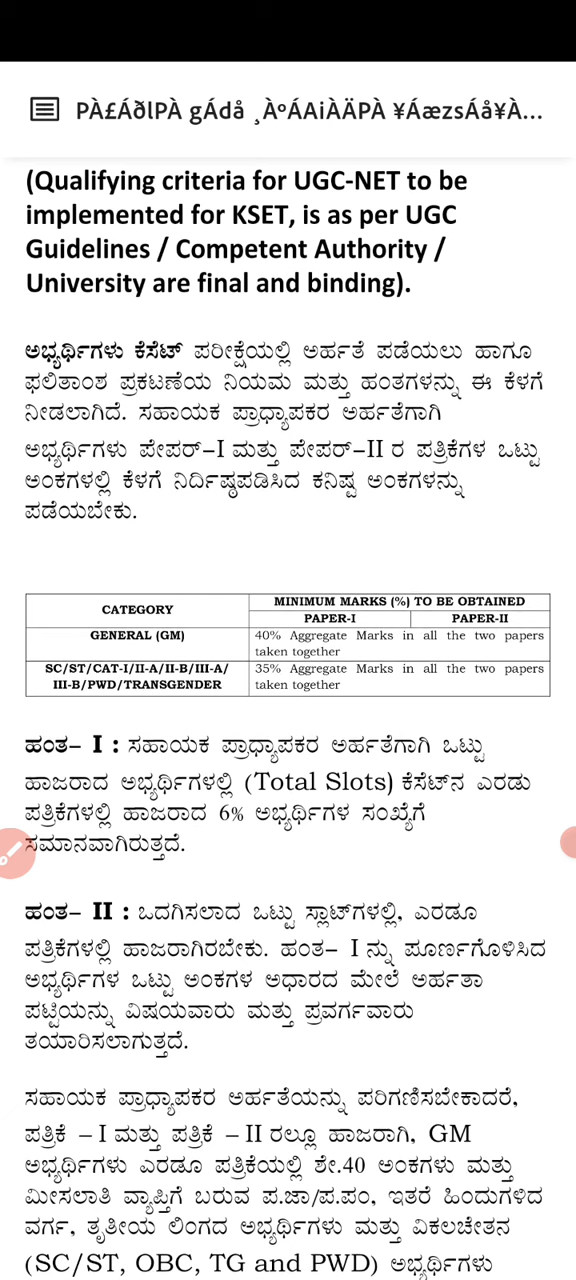 PÀ£ÁðlPÀ gÁdå ¸ÀºÁAiÀÄPÀ ¥ÁæzsÁå¥À...
(Qualifying criteria for UGC-NET to be
implemented for KSET, is as per UGC
Guidelines / Competent Authority /
University are final and binding).
ಅಭ್ಯರ್ಥಿಗಳು ಕೆಸೆಟ್ ಪರೀಕ್ಷೆಯಲ್ಲಿ ಅರ್ಹತೆ ಪಡೆಯಲು ಹಾಗೂ
ಫಲಿತಾಂಶ ಪ್ರಕಟಣೆಯ ನಿಯಮ ಮತ್ತು ಹಂತಗಳನ್ನು ಈ ಕೆಳಗೆ
ನೀಡಲಾಗಿದೆ. ಸಹಾಯಕ ಪ್ರಾಧ್ಯಾಪಕರ ಅರ್ಹತೆಗಾಗಿ
ಅಭ್ಯರ್ಥಿಗಳು ಪೇಪರ್–I ಮತ್ತು ಪೇಪರ್–II ರ ಪತ್ರಿಕೆಗಳ ಒಟ್ಟು
ಅಂಕಗಳಲ್ಲಿ ಕೆಳಗೆ ನಿರ್ದಿಷ್ಠಪಡಿಸಿದ ಕನಿಷ್ಟ ಅಂಕಗಳನ್ನು
ಪಡೆಯಬೇಕು.
CATEGORY
MINIMUM MARKS (%) TO BE OBTAINED
PAPER-I PAPER-II
GENERAL (GM)
40% Aggregate Marks in all the two papers
taken together
SC/ST/CAT-I/II-A/II-B/III-A/
III-B/PWD/TRANSGENDER
35% Aggregate Marks in all the two papers
taken together
ಹಂತ– I : ಸಹಾಯಕ ಪ್ರಾಧ್ಯಾಪಕರ ಅರ್ಹತೆಗಾಗಿ ಒಟ್ಟು
ಹಾಜರಾದ ಅಭ್ಯರ್ಥಿಗಳಲ್ಲಿ (Total Slots) ಕೆಸೆಟ್‌ನ ಎರಡು
ಪತ್ರಿಕೆಗಳಲ್ಲಿ ಹಾಜರಾದ 6% ಅಭ್ಯರ್ಥಿಗಳ ಸಂಖ್ಯೆಗೆ
ಸಮಾನವಾಗಿರುತ್ತದೆ.
ಹಂತ– II : ಒದಗಿಸಲಾದ ಒಟ್ಟು ಸ್ಲಾಟ್‌ಗಳಲ್ಲಿ, ಎರಡೂ
ಪತ್ರಿಕೆಗಳಲ್ಲಿ ಹಾಜರಾಗಿರಬೇಕು. ಹಂತ– I ನ್ನು ಪೂರ್ಣಗೊಳಿಸಿದ
ಅಭ್ಯರ್ಥಿಗಳ ಒಟ್ಟು ಅಂಕಗಳ ಅಧಾರದ ಮೇಲೆ ಅರ್ಹತಾ
ಪಟ್ಟಿಯನ್ನು ವಿಷಯವಾರು ಮತ್ತು ಪ್ರವರ್ಗವಾರು
ತಯಾರಿಸಲಾಗುತ್ತದೆ.
ಸಹಾಯಕ ಪ್ರಾಧ್ಯಾಪಕರ ಅರ್ಹತೆಯನ್ನು ಪರಿಗಣಿಸಬೇಕಾದರೆ,
ಪತ್ರಿಕೆ – I ಮತ್ತು ಪತ್ರಿಕೆ – II ರಲ್ಲೂ ಹಾಜರಾಗಿ, GM
ಅಭ್ಯರ್ಥಿಗಳು ಎರಡೂ ಪತ್ರಿಕೆಯಲ್ಲಿ ಶೇ.40 ಅಂಕಗಳು ಮತ್ತು
ಮೀಸಲಾತಿ ವ್ಯಾಪ್ತಿಗೆ ಬರುವ ಪ.ಜಾ/ಪ.ಪಂ, ಇತರೆ ಹಿಂದುಗಳಿದ
ವರ್ಗ, ತೃತೀಯ ಲಿಂಗದ ಅಭ್ಯರ್ಥಿಗಳು ಮತ್ತು ವಿಕಲಚೇತನ
(SC/ST, OBC, TG and PWD) ಅಭ್ಯರ್ಥಿಗಳು